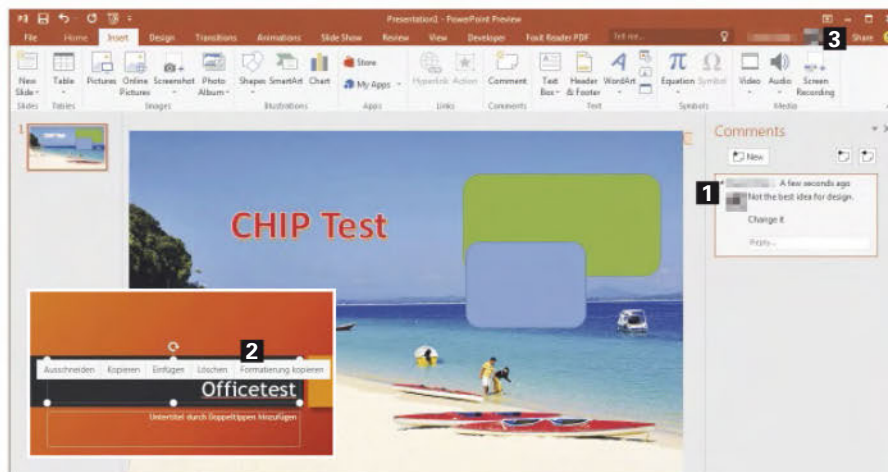 Presentation1 - PowerPoint Preview
File Home Insert Design Transitions Animations Slide Show Review View Developer Foxit Reader PDF Tell me... Share
3
New Slide Table Pictures Online Pictures Screenshot Photo Album Shapes SmartArt Chart Store My Apps Hyperlink Action Comment Text Box Header & Footer WordArt Equation Symbol Video Audio Screen Recording
Slides Tables Images Illustrations Apps Links Comments Text Symbols Media
1
Comments
New
1
A few seconds ago
Not the best idea for design.
Change it
Reply...
CHIP Test
2
Ausschneiden Kopieren Einfügen Löschen Formatierung kopieren
Officetest
Untertitel durch Doppeltippen hinzufügen